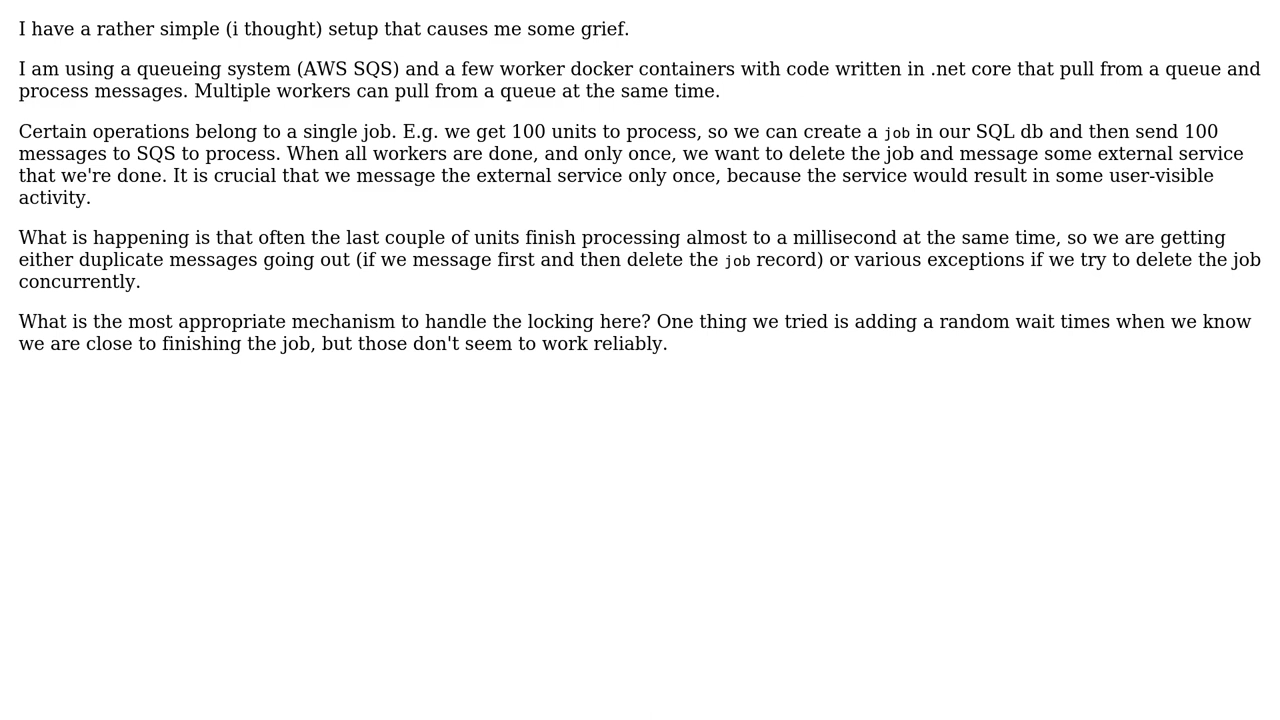 I have a rather simple (i thought) setup that causes me some grief.
I am using a queueing system (AWS SQS) and a few worker docker containers with code written in .net core that pull from a queue and
process messages. Multiple workers can pull from a queue at the same time.
Certain operations belong to a single job. E.g. we get 100 units to process, so we can create a job in our SQL db and then send 100
messages to SQS to process. When all workers are done, and only once, we want to delete the job and message some external service
that we're done. It is crucial that we message the external service only once, because the service would result in some user-visible
activity.
What is happening is that often the last couple of units finish processing almost to a millisecond at the same time, so we are getting
either duplicate messages going out (if we message first and then delete the job record) or various exceptions if we try to delete the job
concurrently.
What is the most appropriate mechanism to handle the locking here? One thing we tried is adding a random wait times when we know
we are close to finishing the job, but those don't seem to work reliably.